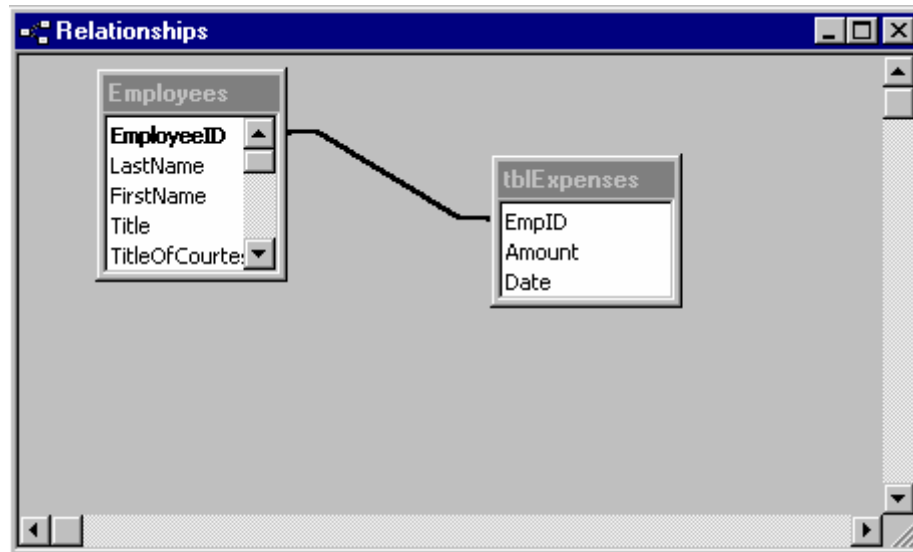 Relationships
Employees
EmployeeID
LastName
FirstName
Title
TitleOfCourte
tblExpenses
EmpID
Amount
Date